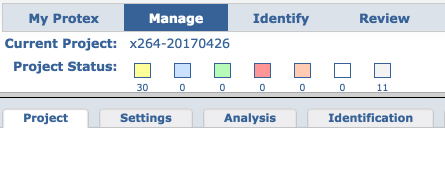 My Protex Manage Identify Review
Current Project: x264-20170426
Project Status:
30 0 0 0 0 0 11
Project Settings Analysis Identification